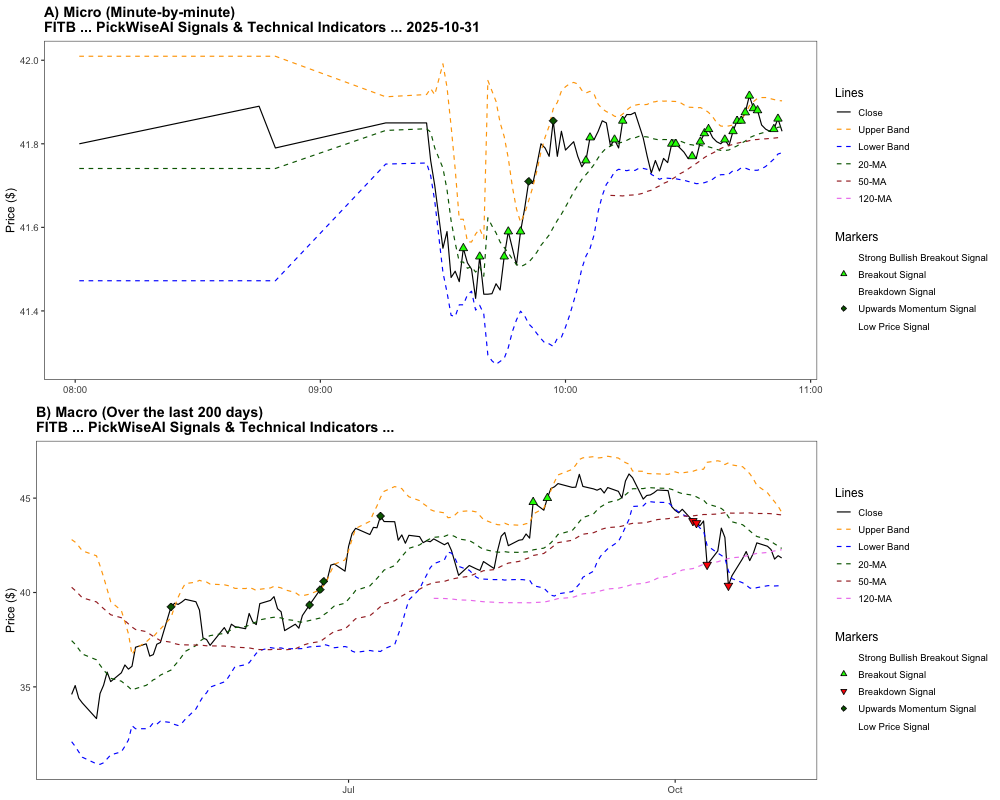 A) Micro (Minute-by-minute)
FITB ... PickWiseAI Signals & Technical Indicators ... 2025-10-31
42.0
41.8
41.6
41.4
Price ($)
08:00
09:00
10:00
11:00
Lines
Close
Upper Band
Lower Band
20-MA
50-MA
120-MA
Markers
Strong Bullish Breakout Signal
Breakout Signal
Breakdown Signal
Upwards Momentum Signal
Low Price Signal
B) Macro (Over the last 200 days)
FITB ... PickWiseAI Signals & Technical Indicators ...
45
40
35
Price ($)
Jul
Oct
Lines
Close
Upper Band
Lower Band
20-MA
50-MA
120-MA
Markers
Strong Bullish Breakout Signal
Breakout Signal
Breakdown Signal
Upwards Momentum Signal
Low Price Signal